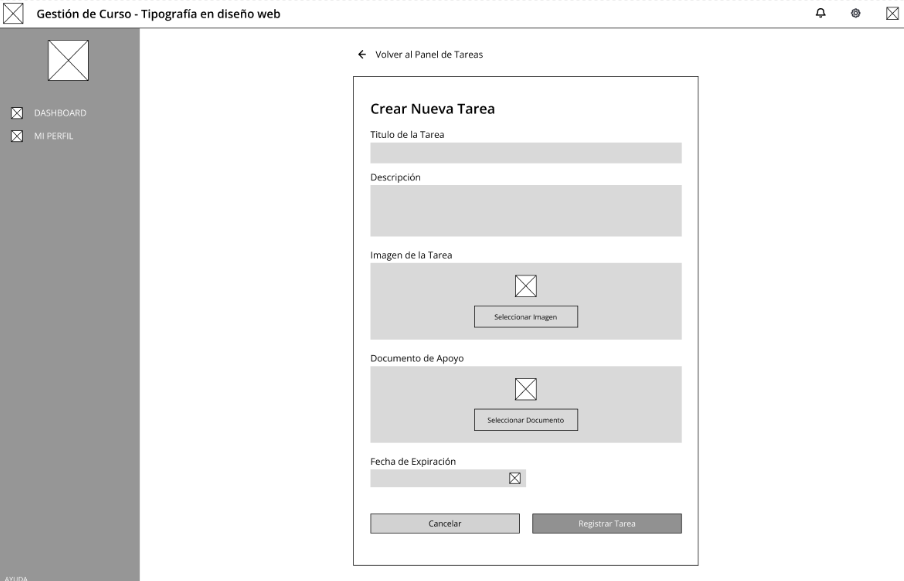 Gestión de Curso - Tipografía en diseño web
DASHBOARD
MI PERFIL
AYUDA
Volver al Panel de Tareas
Crear Nueva Tarea
Título de la Tarea
Descripción
Imagen de la Tarea
Seleccionar Imagen
Documento de Apoyo
Seleccionar Documento
Fecha de Expiración
Cancelar
Registrar Tarea